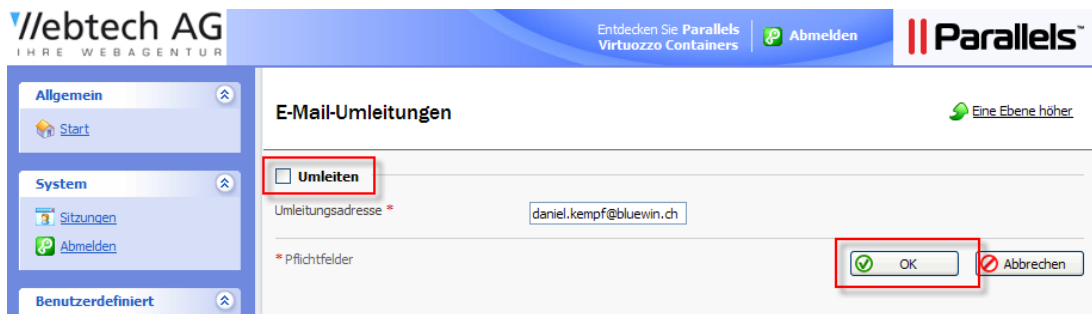 Webtech AG
IHRE WEBAGENTUR
Entdecken Sie Parallels
Virtuozzo Containers
Abmelden
Parallels™
Allgemein
Start
System
Sitzungen
Abmelden
Benutzerdefiniert
E-Mail-Umleitungen
Eine Ebene höher
Umleiten
Umleitungsadresse *
daniel.kempf@bluewin.ch
* Pflichtfelder
OK
Abbrechen